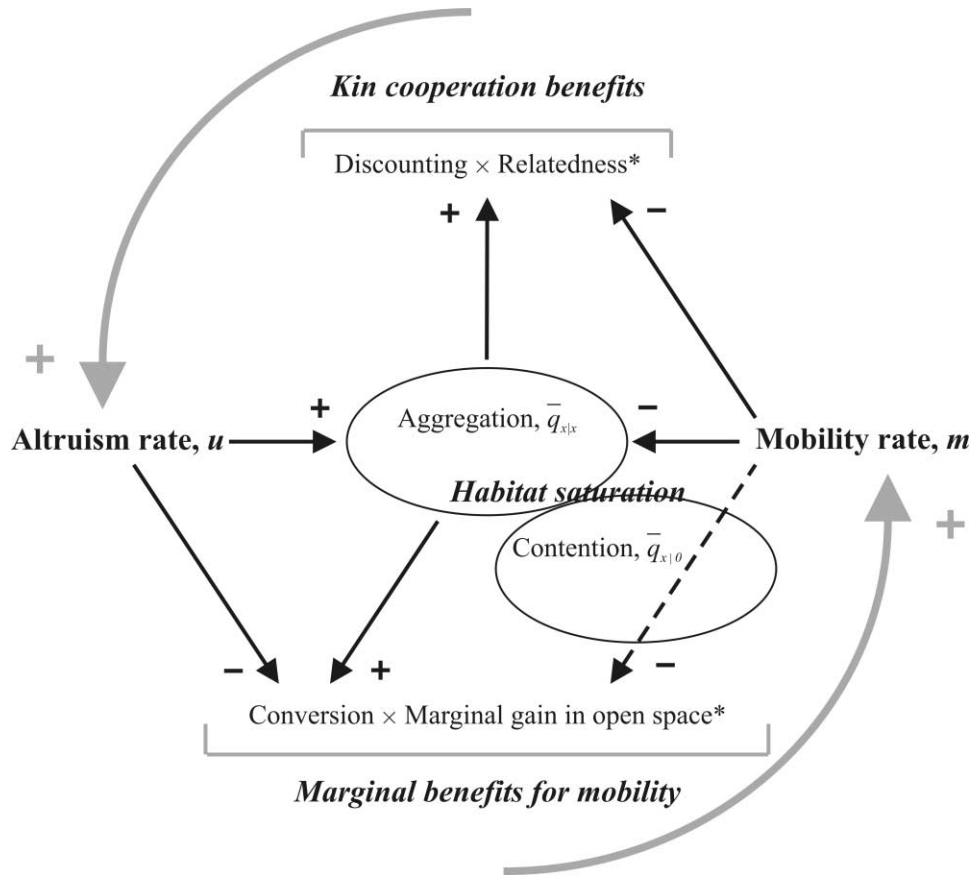 Kin cooperation benefits
Discounting × Relatedness*
+ −
+
Aggregation, q̅x|x
+ −
Altruism rate, u
Mobility rate, m
Habitat saturation
+
Contention, q̅x|0
− + −
Conversion × Marginal gain in open space*
Marginal benefits for mobility